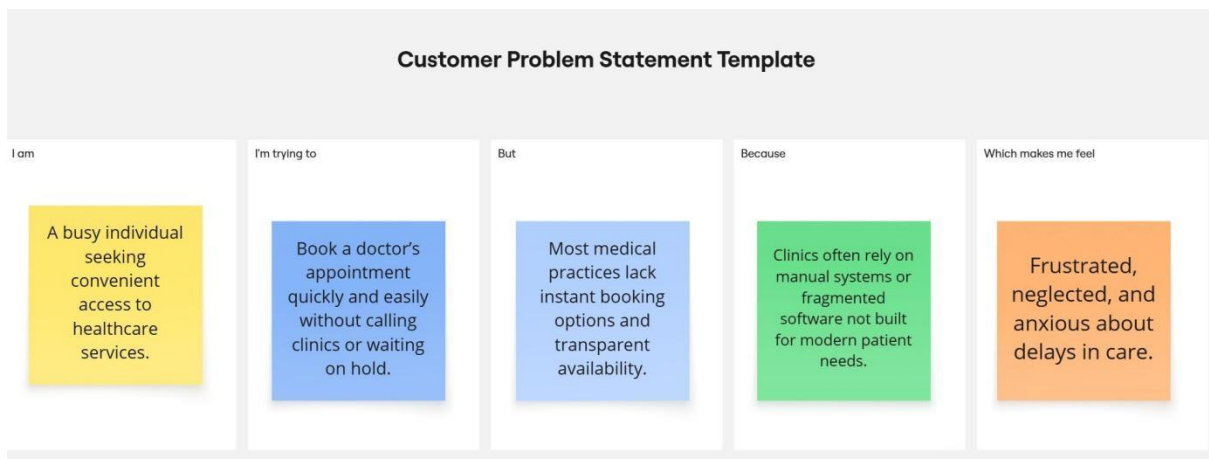 Customer Problem Statement Template
I am
A busy individual
seeking
convenient
access to
healthcare
services.
I'm trying to
Book a doctor's
appointment
quickly and easily
without calling
clinics or waiting
on hold.
But
Most medical
practices lack
instant booking
options and
transparent
availability.
Because
Clinics often rely on
manual systems or
fragmented
software not built
for modern patient
needs.
Which makes me feel
Frustrated,
neglected, and
anxious about
delays in care.